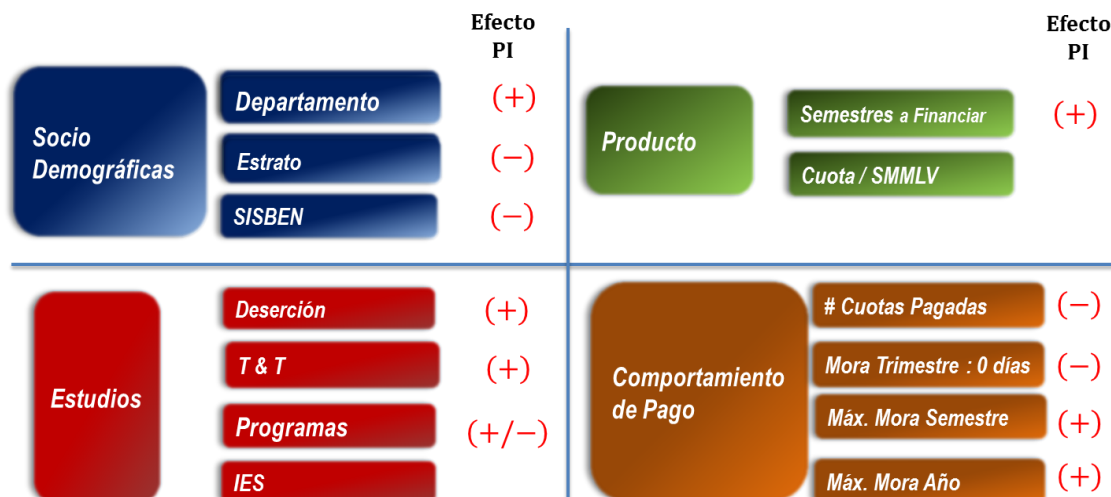 Efecto
PI
Socio
Demográficas
Departamento (+)
Estrato (−)
SISBEN (−)
Efecto
PI
Producto
Semestres a Financiar (+)
Cuota / SMMLV
Estudios
Deserción (+)
T & T (+)
Programas (+/−)
IES
Comportamiento
de Pago
# Cuotas Pagadas (−)
Mora Trimestre : 0 días (−)
Máx. Mora Semestre (+)
Máx. Mora Año (+)